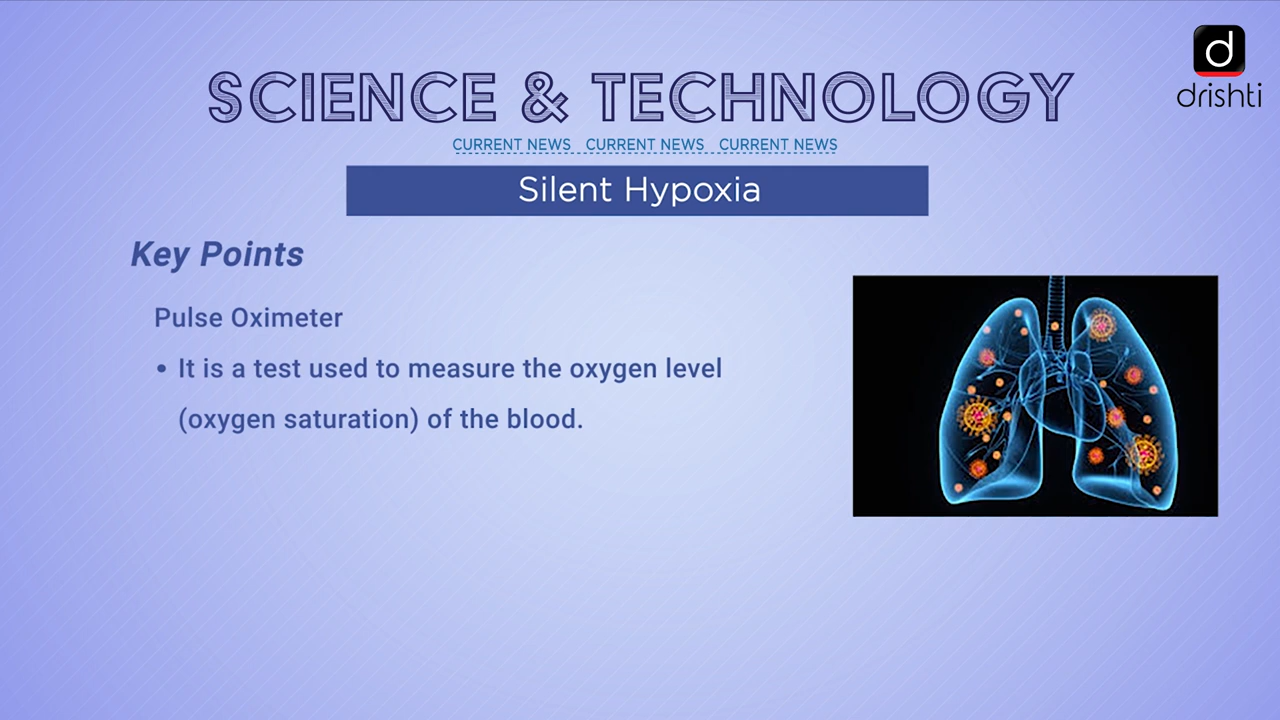 d
drishti
SCIENCE & TECHNOLOGY
CURRENT NEWS CURRENT NEWS CURRENT NEWS
Silent Hypoxia
Key Points
Pulse Oximeter
• It is a test used to measure the oxygen level
(oxygen saturation) of the blood.